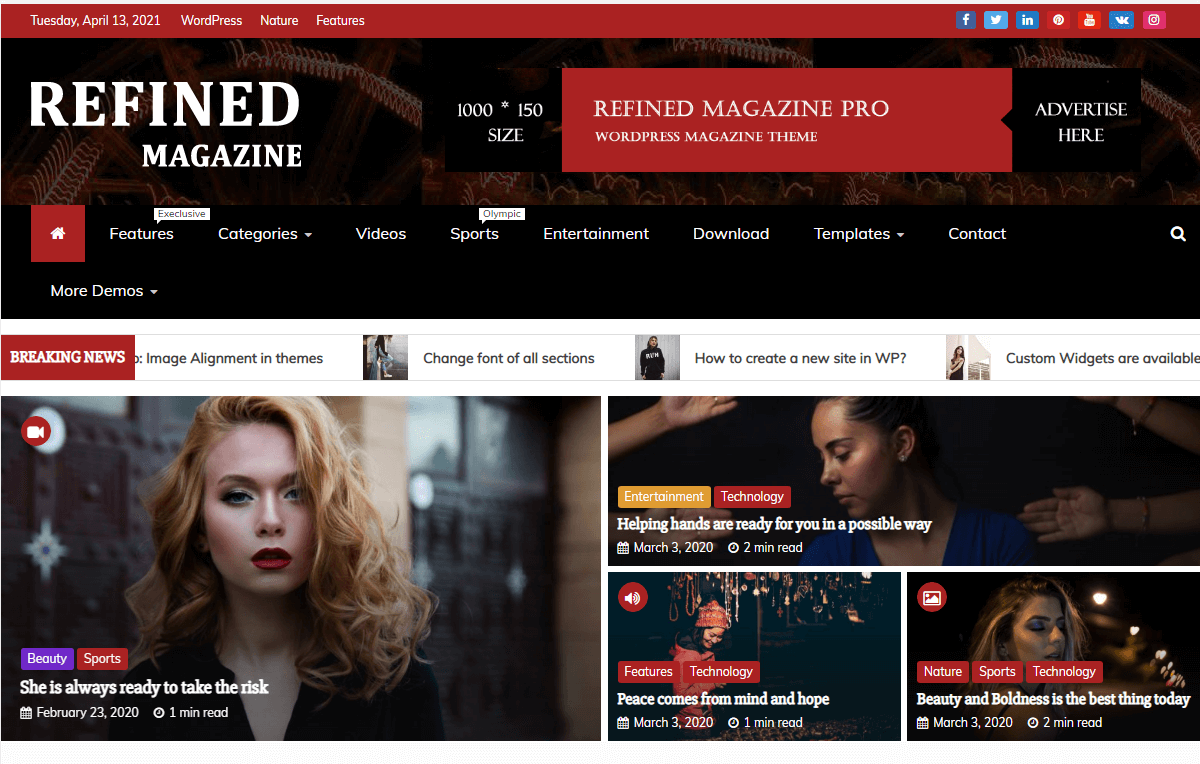 Tuesday, April 13, 2021 WordPress Nature Features
REFINED
MAGAZINE
1000 * 150
SIZE
REFINED MAGAZINE PRO
WORDPRESS MAGAZINE THEME
ADVERTISE
HERE
Execlusive
Olympic
Features Categories Videos Sports Entertainment Download Templates Contact
More Demos
BREAKING NEWS : Image Alignment in themes Change font of all sections How to create a new site in WP? Custom Widgets are available
Beauty Sports
She is always ready to take the risk
February 23, 2020 1 min read
Entertainment Technology
Helping hands are ready for you in a possible way
March 3, 2020 2 min read
Features Technology
Peace comes from mind and hope
March 3, 2020 1 min read
Nature Sports Technology
Beauty and Boldness is the best thing today
March 3, 2020 2 min read